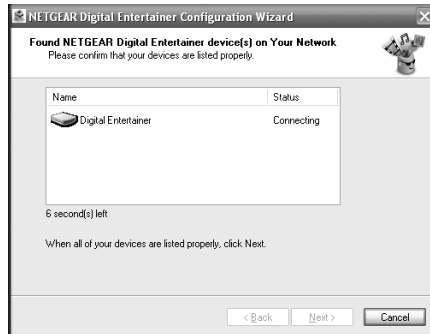 NETGEAR Digital Entertainer Configuration Wizard
Found NETGEAR Digital Entertainer device(s) on Your Network
Please confirm that your devices are listed properly.
Name Status
Digital Entertainer Connecting
6 second(s) left
When all of your devices are listed properly, click Next.
< Back Next > Cancel